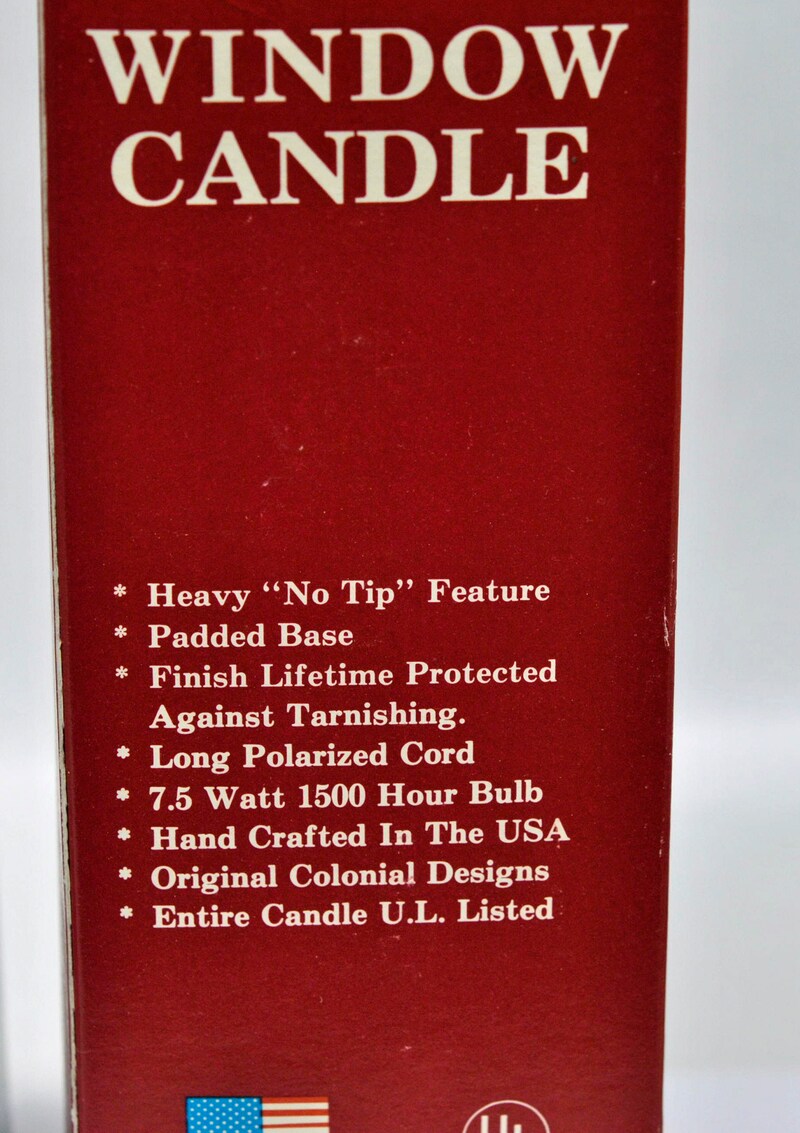 WINDOW
CANDLE
* Heavy “No Tip” Feature
* Padded Base
* Finish Lifetime Protected
Against Tarnishing.
* Long Polarized Cord
* 7.5 Watt 1500 Hour Bulb
* Hand Crafted In The USA
* Original Colonial Designs
* Entire Candle U.L. Listed